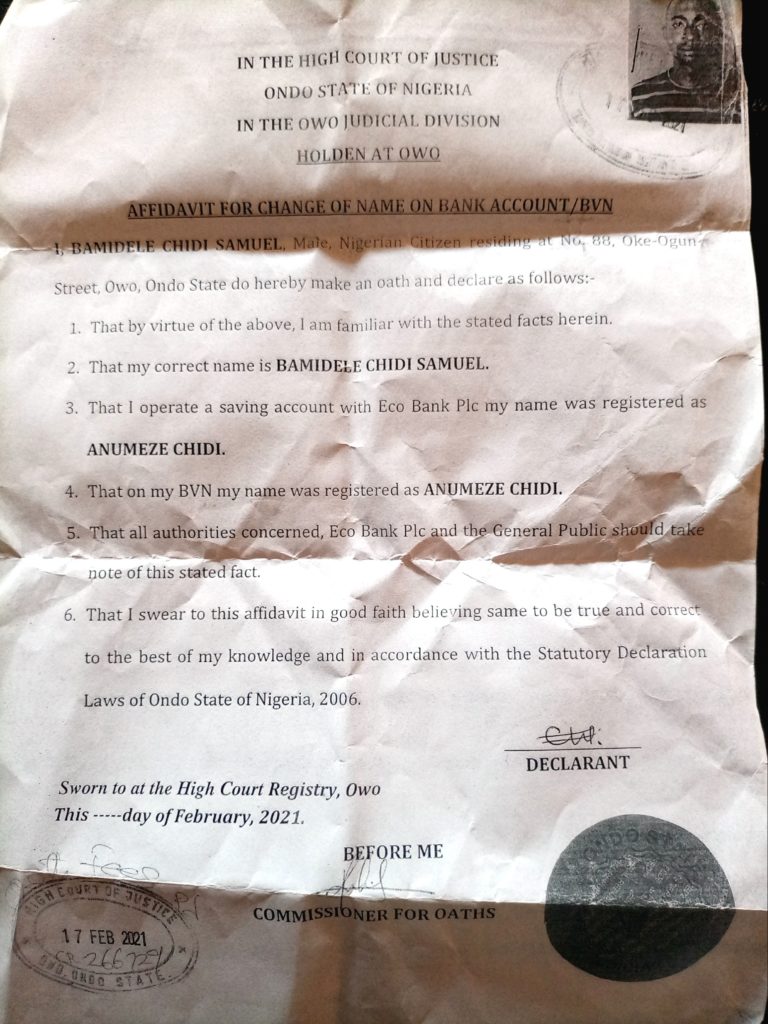 IN THE HIGH COURT OF JUSTICE
ONDO STATE OF NIGERIA
IN THE OWO JUDICIAL DIVISION
HOLDEN AT OWO
AFFIDAVIT FOR CHANGE OF NAME ON BANK ACCOUNT/BVN
I, BAMIDELE CHIDI SAMUEL, Male, Nigerian Citizen residing at No. 88, Oke-Ogun-
Street, Owo, Ondo State do hereby make an oath and declare as follows:-
1. That by virtue of the above, I am familiar with the stated facts herein.
2. That my correct name is BAMIDELE CHIDI SAMUEL.
3. That I operate a saving account with Eco Bank Plc my name was registered as
ANUMEZE CHIDI.
4. That on my BVN my name was registered as ANUMEZE CHIDI.
5. That all authorities concerned, Eco Bank Plc and the General Public should take
note of this stated fact.
6. That I swear to this affidavit in good faith believing same to be true and correct
to the best of my knowledge and in accordance with the Statutory Declaration
Laws of Ondo State of Nigeria, 2006.
DECLARANT
Sworn to at the High Court Registry, Owo
This -----day of February, 2021.
BEFORE ME
COMMISSIONER FOR OATHS
HIGH COURT OF JUSTICE
17 FEB 2021
OWO, ONDO STATE